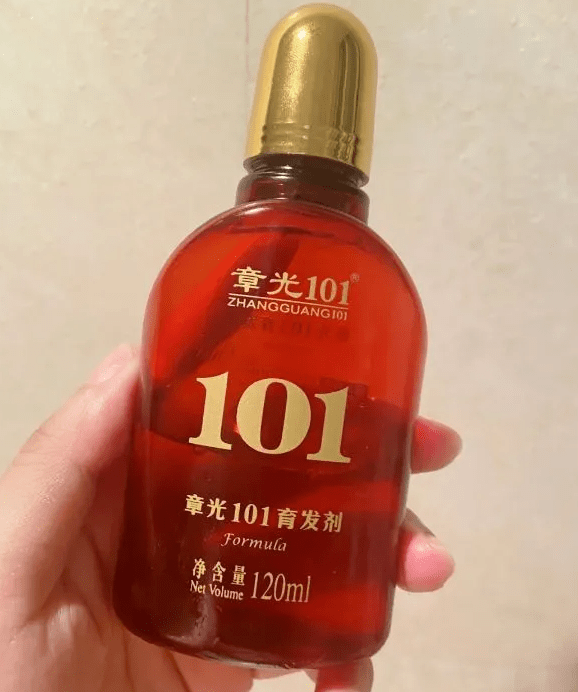 章光101®
ZHANGGUANG101
101
章光101育发剂
Formula
净含量 120ml
Net Volume